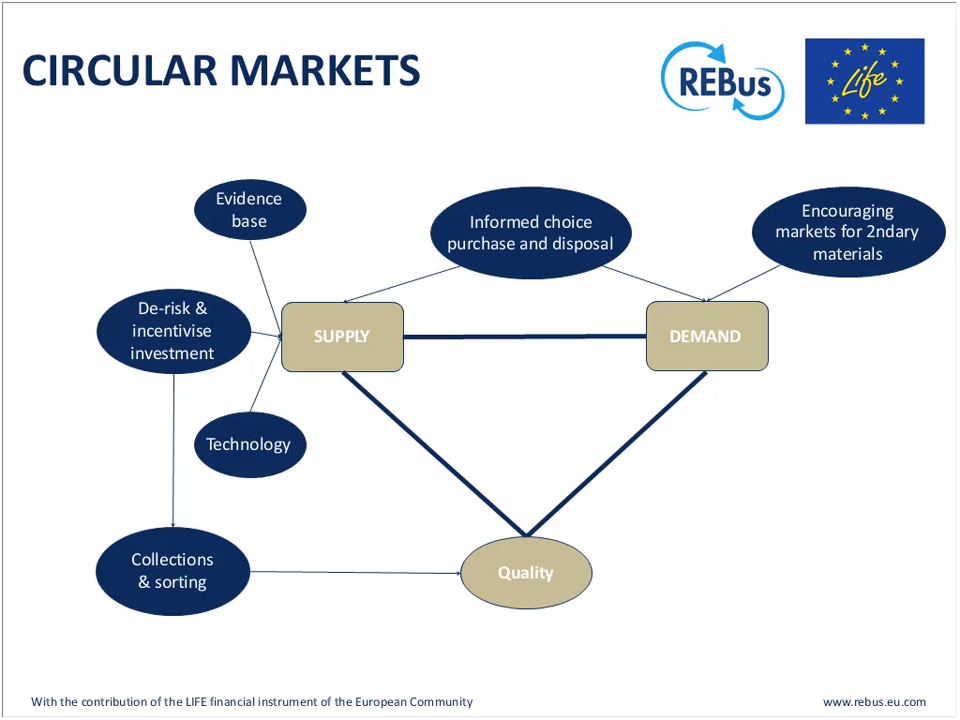 CIRCULAR MARKETS
REBus
Life
Evidence
base
Informed choice
purchase and disposal
Encouraging
markets for 2ndary
materials
De-risk &
incentivise
investment
SUPPLY
DEMAND
Technology
Collections
& sorting
Quality
With the contribution of the LIFE financial instrument of the European Community
www.rebus.eu.com